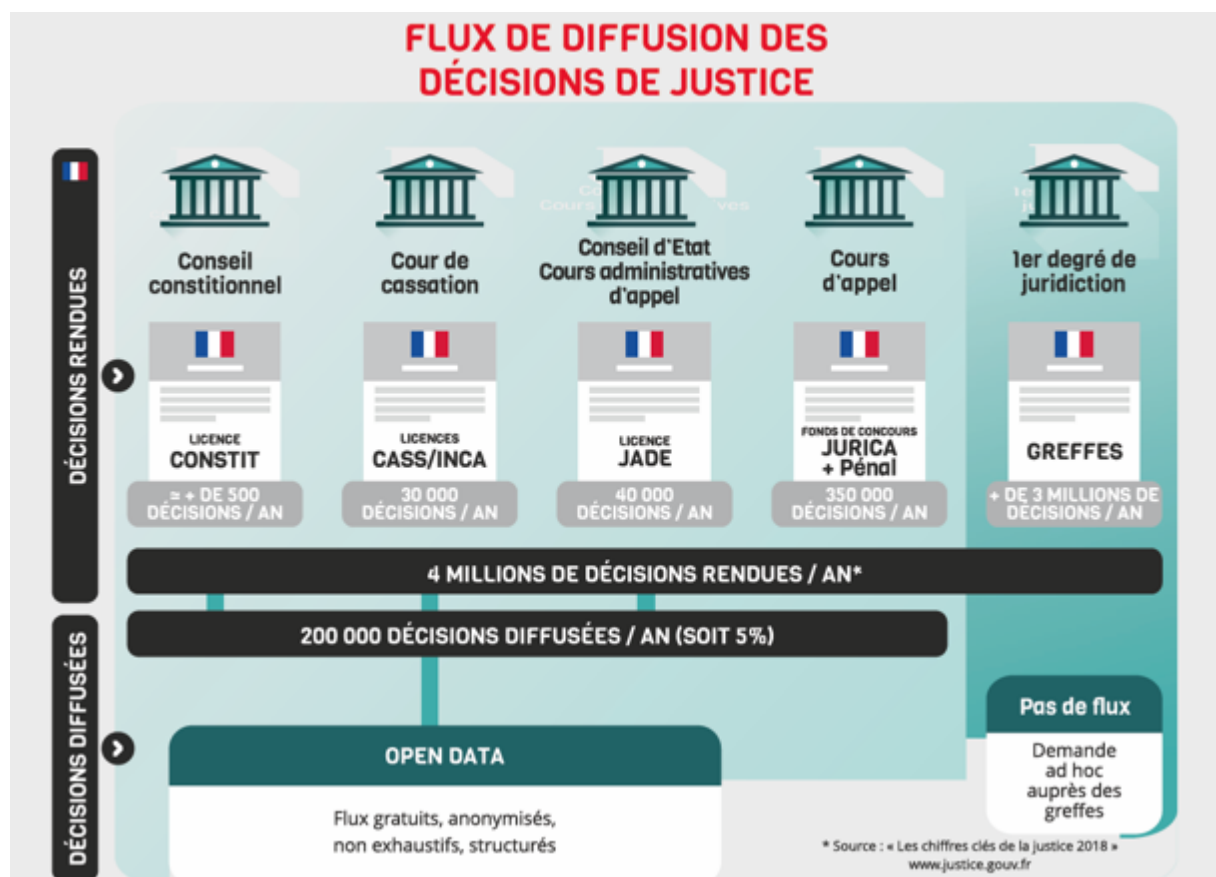 FLUX DE DIFFUSION DES
DÉCISIONS DE JUSTICE
DÉCISIONS RENDUES
Conseil
constitutionnel
Cour de
cassation
Conseil d'Etat
Cours administratives
d'appel
Cours
d'appel
1er degré de
juridiction
LICENCE
CONSTIT
LICENCES
CASS/INCA
LICENCE
JADE
FONDS DE CONCOURS
JURICA
+ Pénal
GREFFES
≃ + DE 500
DÉCISIONS / AN
30 000
DÉCISIONS / AN
40 000
DÉCISIONS / AN
350 000
DÉCISIONS / AN
+ DE 3 MILLIONS DE
DÉCISIONS / AN
4 MILLIONS DE DÉCISIONS RENDUES / AN*
200 000 DÉCISIONS DIFFUSÉES / AN (SOIT 5%)
DÉCISIONS DIFFUSÉES
OPEN DATA
Flux gratuits, anonymisés,
non exhaustifs, structurés
Pas de flux
Demande
ad hoc
auprès des
greffes
* Source : « Les chiffres clés de la justice 2018 »
www.justice.gouv.fr